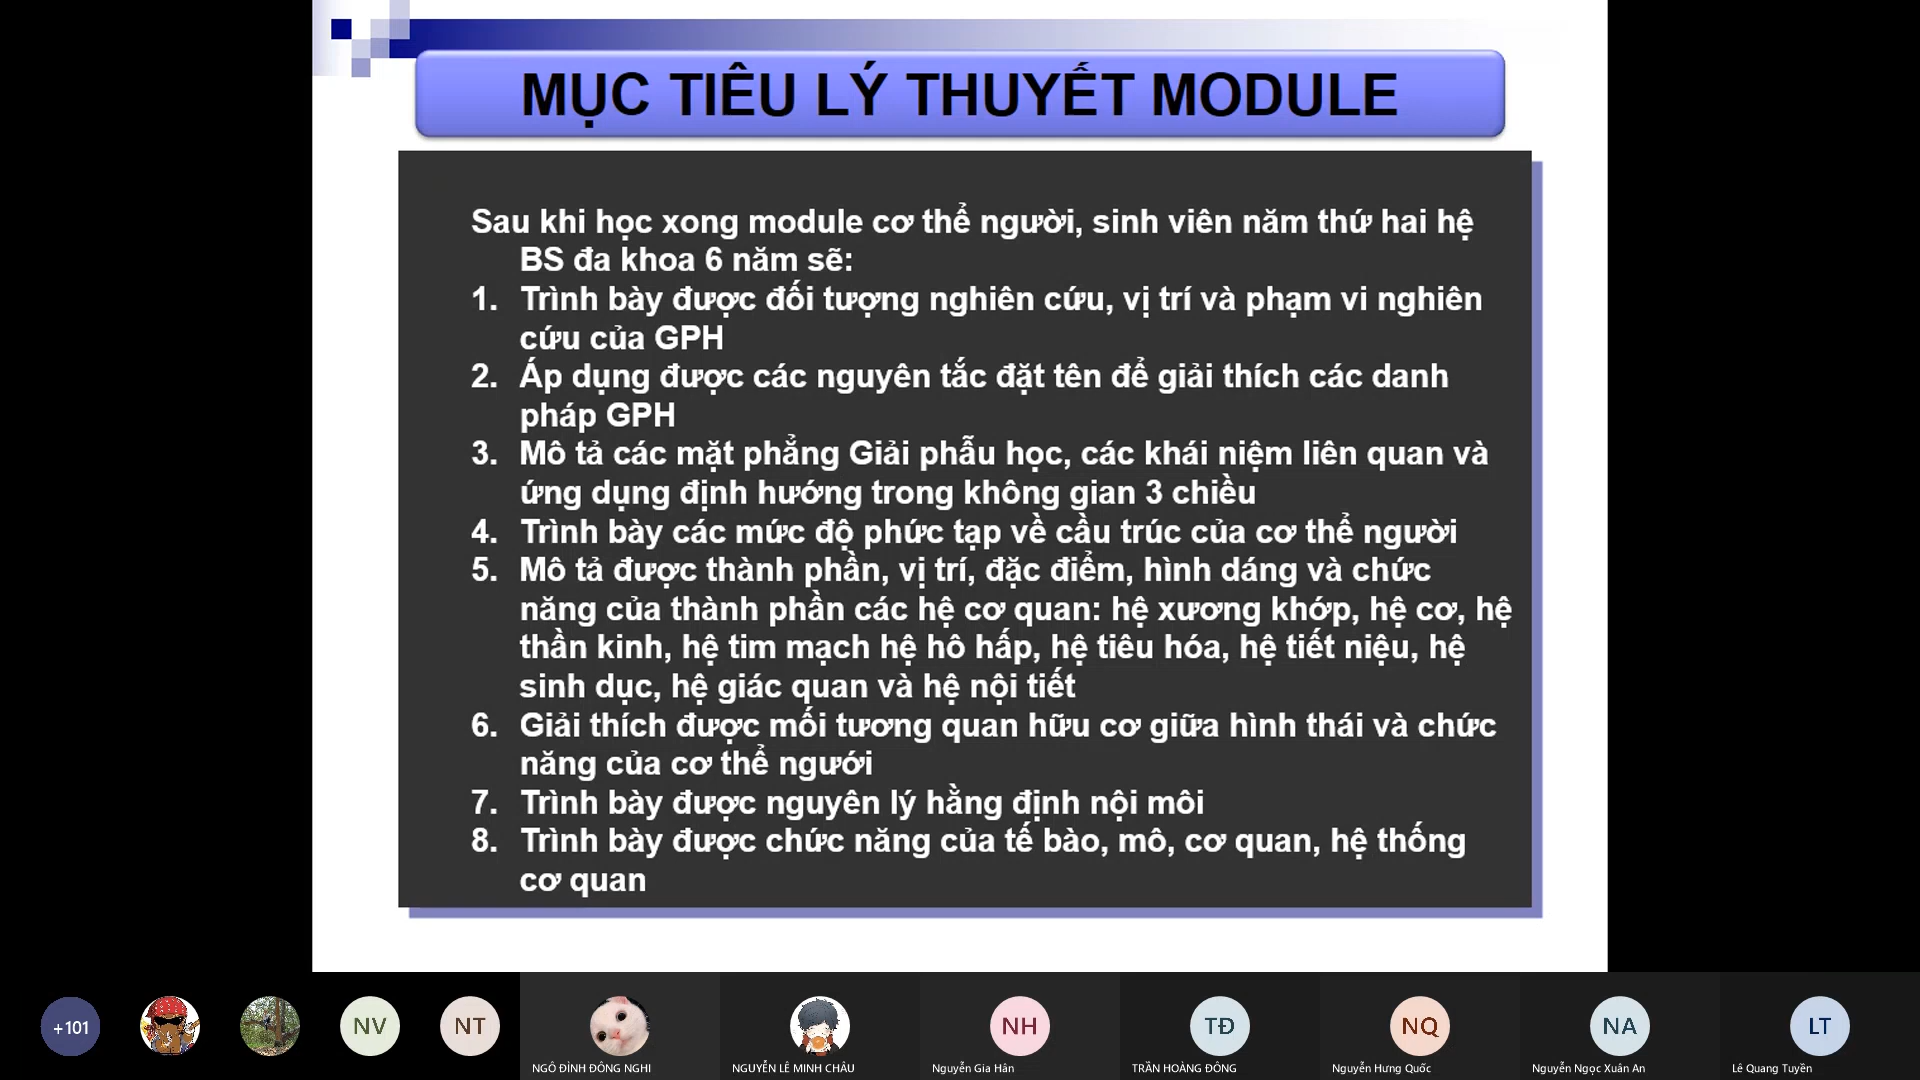 MỤC TIÊU LÝ THUYẾT MODULE
Sau khi học xong module cơ thể người, sinh viên năm thứ hai hệ
BS đa khoa 6 năm sẽ:
1. Trình bày được đối tượng nghiên cứu, vị trí và phạm vi nghiên
cứu của GPH
2. Áp dụng được các nguyên tắc đặt tên để giải thích các danh
pháp GPH
3. Mô tả các mặt phẳng Giải phẫu học, các khái niệm liên quan và
ứng dụng định hướng trong không gian 3 chiều
4. Trình bày các mức độ phức tạp về cầu trúc của cơ thể người
5. Mô tả được thành phần, vị trí, đặc điểm, hình dáng và chức
năng của thành phần các hệ cơ quan: hệ xương khớp, hệ cơ, hệ
thần kinh, hệ tim mạch hệ hô hấp, hệ tiêu hóa, hệ tiết niệu, hệ
sinh dục, hệ giác quan và hệ nội tiết
6. Giải thích được mối tương quan hữu cơ giữa hình thái và chức
năng của cơ thể ngưới
7. Trình bày được nguyên lý hằng định nội môi
8. Trình bày được chức năng của tế bào, mô, cơ quan, hệ thống
cơ quan
+101 NV NT NH TĐ NQ NA LT
NGÔ ĐÌNH ĐÔNG NGHI NGUYỄN LÊ MINH CHÂU Nguyễn Gia Hân TRẦN HOÀNG ĐÔNG Nguyễn Hưng Quốc Nguyễn Ngọc Xuân An Lê Quang Tuyền